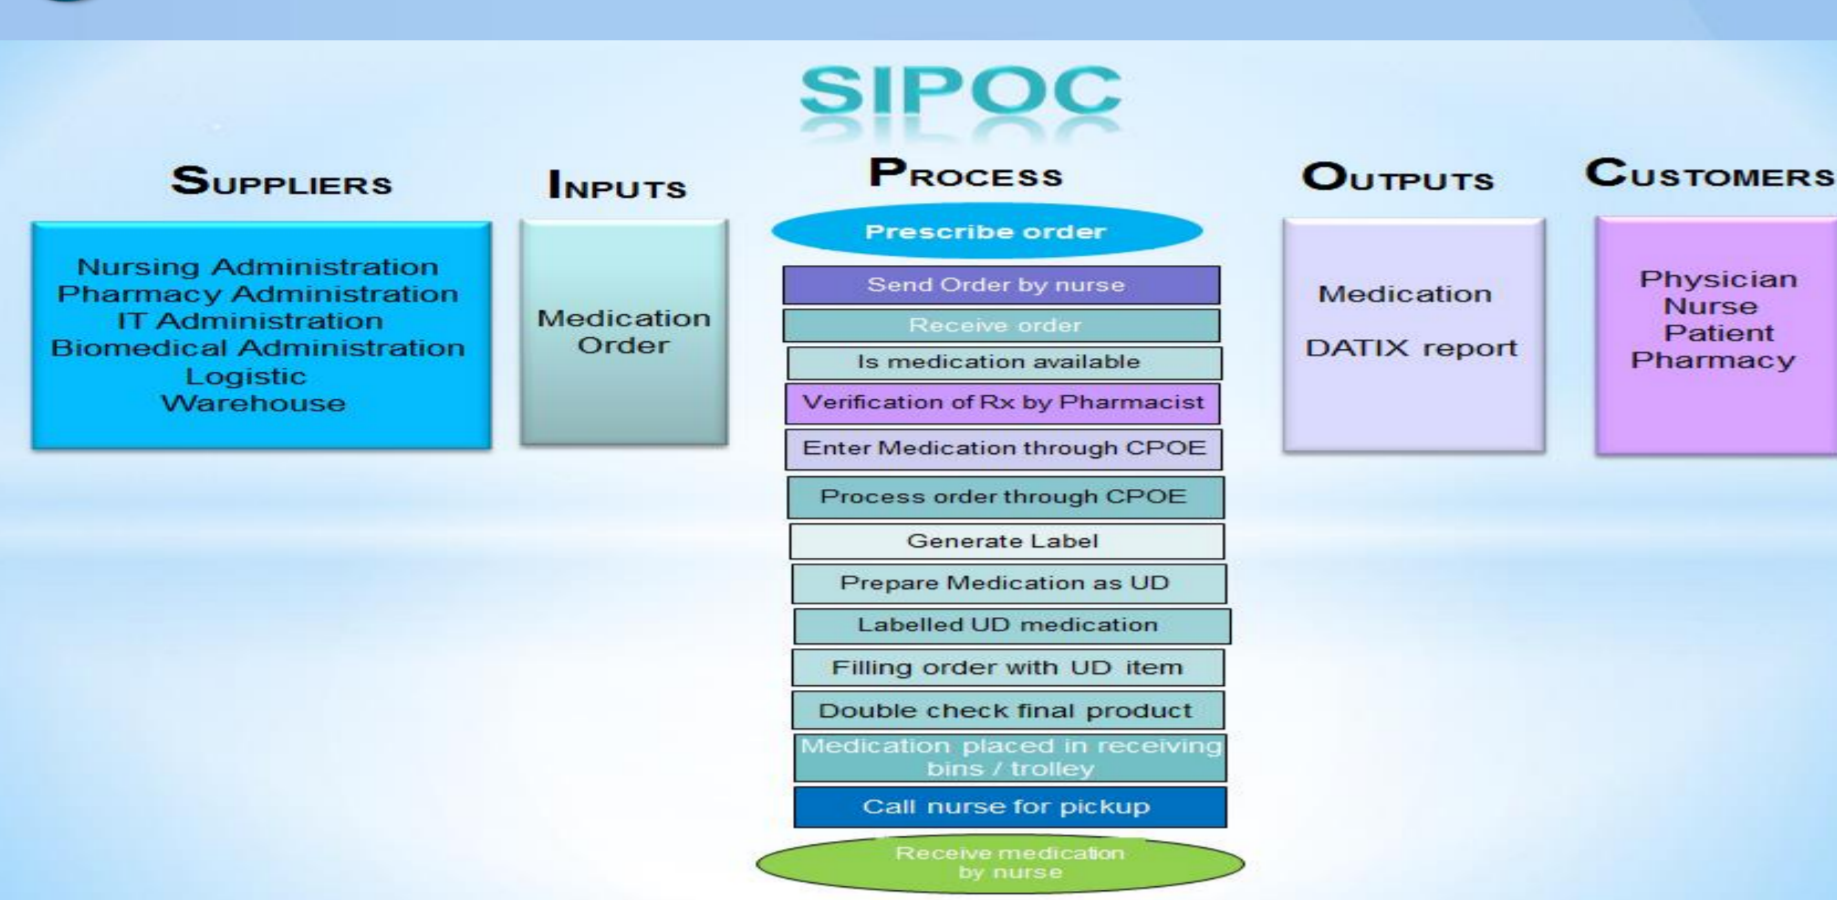 SIPOC
SUPPLIERS
Nursing Administration
Pharmacy Administration
IT Administration
Biomedical Administration
Logistic
Warehouse
INPUTS
Medication
Order
PROCESS
Prescribe order
Send Order by nurse
Receive order
Is medication available
Verification of Rx by Pharmacist
Enter Medication through CPOE
Process order through CPOE
Generate Label
Prepare Medication as UD
Labelled UD medication
Filling order with UD item
Double check final product
Medication placed in receiving
bins / trolley
Call nurse for pickup
Receive medication
by nurse
OUTPUTS
Medication
DATIX report
CUSTOMERS
Physician
Nurse
Patient
Pharmacy